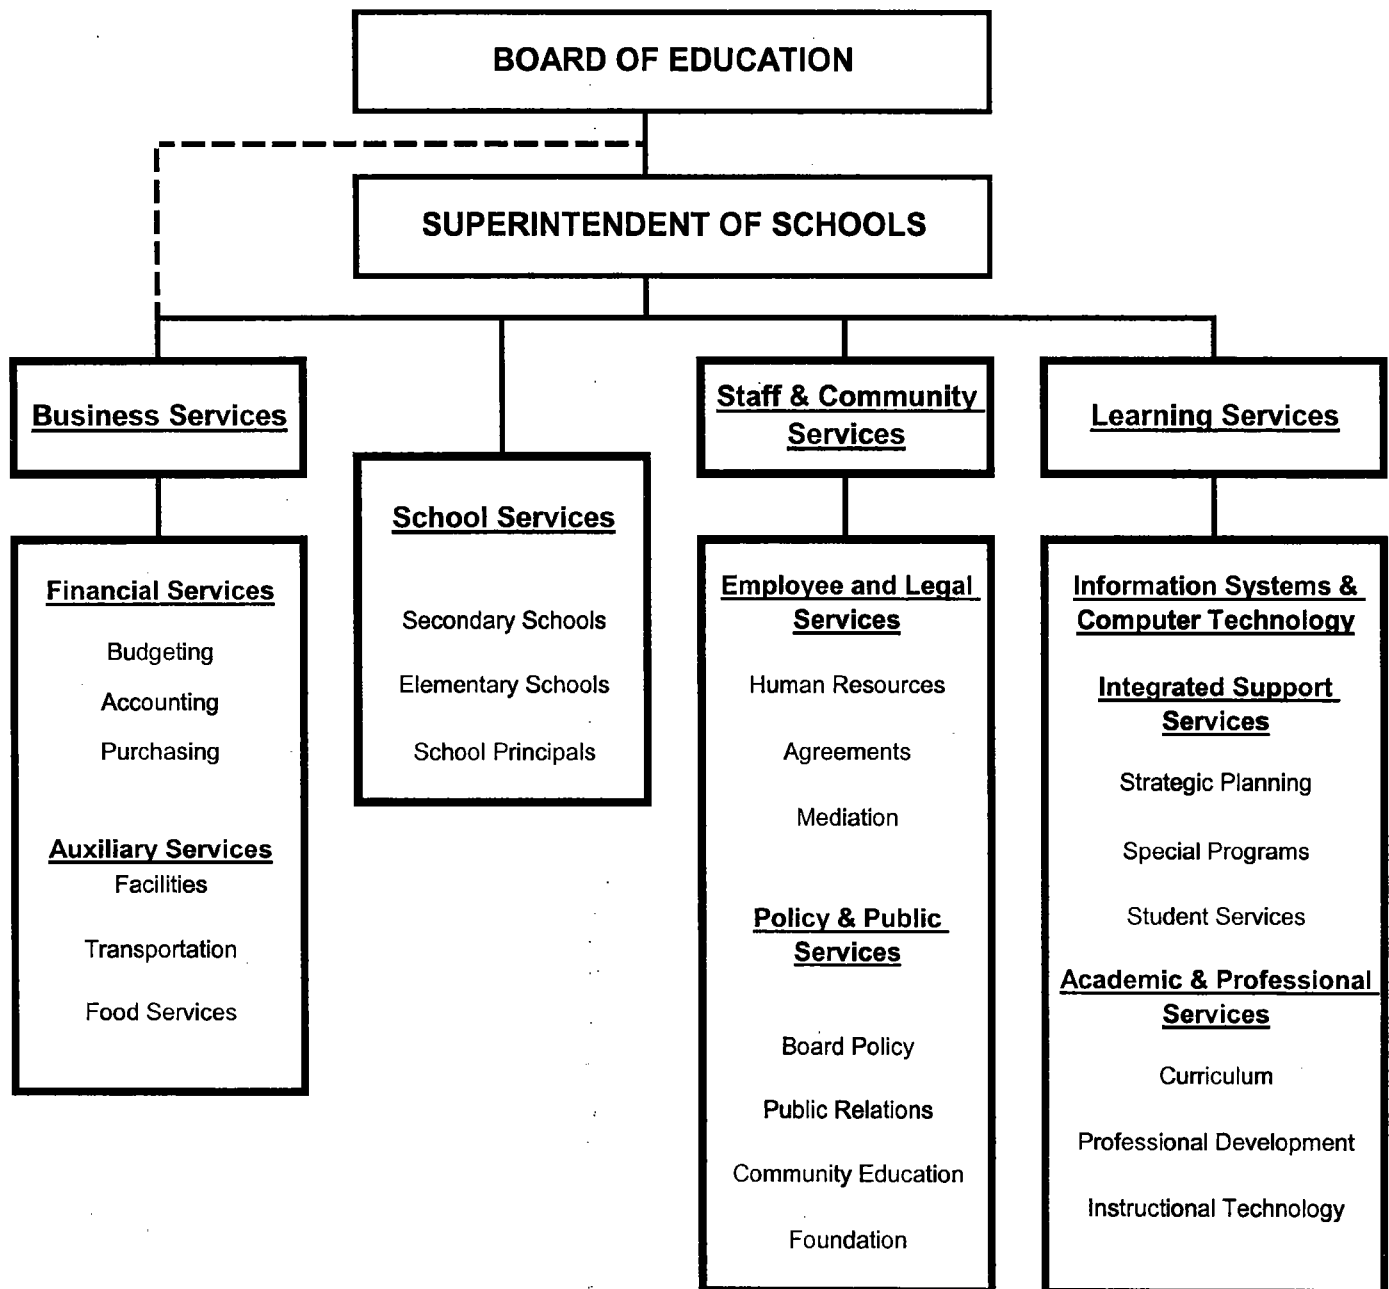 BOARD OF EDUCATION
SUPERINTENDENT OF SCHOOLS
Business Services
Financial Services
Budgeting
Accounting
Purchasing
Auxiliary Services
Facilities
Transportation
Food Services
School Services
Secondary Schools
Elementary Schools
School Principals
Staff & Community
Services
Employee and Legal
Services
Human Resources
Agreements
Mediation
Policy & Public
Services
Board Policy
Public Relations
Community Education
Foundation
Learning Services
Information Systems &
Computer Technology
Integrated Support
Services
Strategic Planning
Special Programs
Student Services
Academic & Professional
Services
Curriculum
Professional Development
Instructional Technology